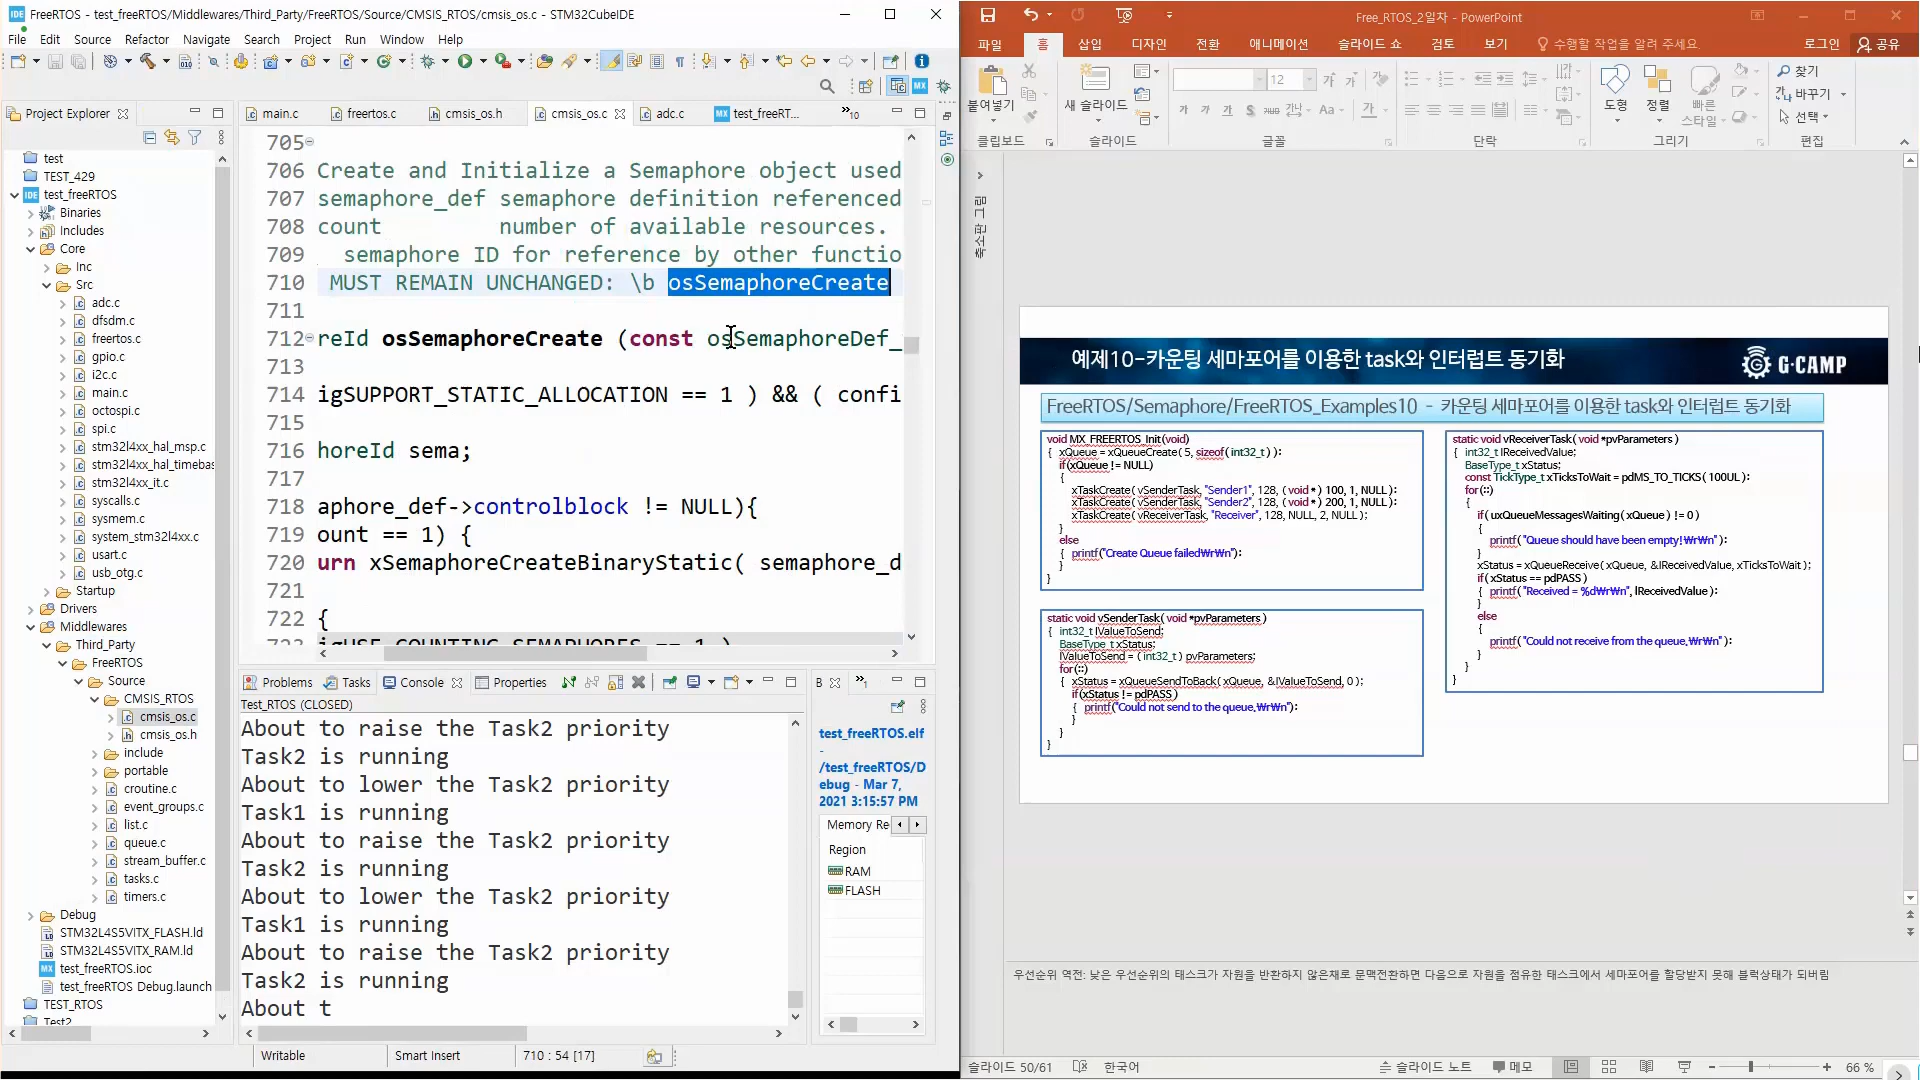 FreeRTOS - test_freeRTOS/Middlewares/Third_Party/FreeRTOS/Source/CMSIS_RTOS/cmsis_os.c - STM32CubeIDE
File Edit Source Refactor Navigate Search Project Run Window Help
Project Explorer
test
TEST_429
test_freeRTOS
Binaries
Includes
Core
Inc
Src
adc.c
dfsdm.c
freertos.c
gpio.c
i2c.c
main.c
octospi.c
spi.c
stm32l4xx_hal_msp.c
stm32l4xx_hal_timebas
stm32l4xx_it.c
syscalls.c
sysmem.c
system_stm32l4xx.c
usart.c
usb_otg.c
Startup
Drivers
Middlewares
Third_Party
FreeRTOS
Source
CMSIS_RTOS
cmsis_os.c
cmsis_os.h
include
portable
croutine.c
event_groups.c
list.c
queue.c
stream_buffer.c
tasks.c
timers.c
Debug
STM32L4S5VITX_FLASH.ld
STM32L4S5VITX_RAM.ld
test_freeRTOS.ioc
test_freeRTOS Debug.launch
TEST_RTOS
Test2
main.c freertos.c cmsis_os.h cmsis_os.c adc.c test_freeRT... »10
705
706 Create and Initialize a Semaphore object used
707 semaphore_def semaphore definition referenced
708 count number of available resources.
709 semaphore ID for reference by other functio
710 MUST REMAIN UNCHANGED: \b osSemaphoreCreate
711
712 reId osSemaphoreCreate (const osSemaphoreDef_
713
714 igSUPPORT_STATIC_ALLOCATION == 1 ) && ( confi
715
716 horeId sema;
717
718 aphore_def->controlblock != NULL){
719 ount == 1) {
720 urn xSemaphoreCreateBinaryStatic( semaphore_d
721
722 {
723 igUSE_COUNTING_SEMAPHORES == 1 )
Problems Tasks Console Properties
Test_RTOS (CLOSED)
About to raise the Task2 priority
Task2 is running
About to lower the Task2 priority
Task1 is running
About to raise the Task2 priority
Task2 is running
About to lower the Task2 priority
Task1 is running
About to raise the Task2 priority
Task2 is running
About t
B »1
test_freeRTOS.elf
-
/test_freeRTOS/D
ebug - Mar 7,
2021 3:15:57 PM
Memory Re
Region
RAM
FLASH
Writable Smart Insert 710 : 54 [17]
Free_RTOS_2일차 - PowerPoint
파일 홈 삽입 디자인 전환 애니메이션 슬라이드 쇼 검토 보기 수행할 작업을 알려 주세요. 로그인 공유
붙여넣기 새 슬라이드 12 도형 정렬 빠른 스타일 찾기 바꾸기 선택
가 가 가 S abc 간 Aa 가
클립보드 슬라이드 글꼴 단락 그리기 편집
축소판 그림
예제10-카운팅 세마포어를 이용한 task와 인터럽트 동기화
G·CAMP
FreeRTOS/Semaphore/FreeRTOS_Examples10 - 카운팅 세마포어를 이용한 task와 인터럽트 동기화
void MX_FREERTOS_Init(void)
{ xQueue = xQueueCreate( 5, sizeof( int32_t ) );
if(xQueue != NULL)
{
xTaskCreate( vSenderTask, "Sender1", 128, ( void * ) 100, 1, NULL );
xTaskCreate( vSenderTask, "Sender2", 128, ( void * ) 200, 1, NULL );
xTaskCreate( vReceiverTask, "Receiver", 128, NULL, 2, NULL );
}
else
{ printf("Create Queue failed₩r₩n");
}
}
static void vSenderTask( void *pvParameters )
{ int32_t lValueToSend;
BaseType_t xStatus;
lValueToSend = ( int32_t ) pvParameters;
for(;;)
{ xStatus = xQueueSendToBack( xQueue, &lValueToSend, 0 );
if(xStatus != pdPASS )
{ printf("Could not send to the queue.₩r₩n");
}
}
}
static void vReceiverTask( void *pvParameters )
{ int32_t lReceivedValue;
BaseType_t xStatus;
const TickType_t xTicksToWait = pdMS_TO_TICKS( 100UL );
for(;;)
{
if( uxQueueMessagesWaiting( xQueue ) != 0 )
{
printf( "Queue should have been empty!₩r₩n" );
}
xStatus = xQueueReceive( xQueue, &lReceivedValue, xTicksToWait );
if( xStatus == pdPASS )
{ printf( "Received = %d₩r₩n", lReceivedValue );
}
else
{
printf( "Could not receive from the queue.₩r₩n" );
}
}
}
우선순위 역전: 낮은 우선순위의 태스크가 자원을 반환하지 않은채로 문맥전환하면 다음으로 자원을 점유한 태스크에서 세마포어를 할당받지 못해 블럭상태가 되버림
슬라이드 50/61 한국어 슬라이드 노트 메모 66 %